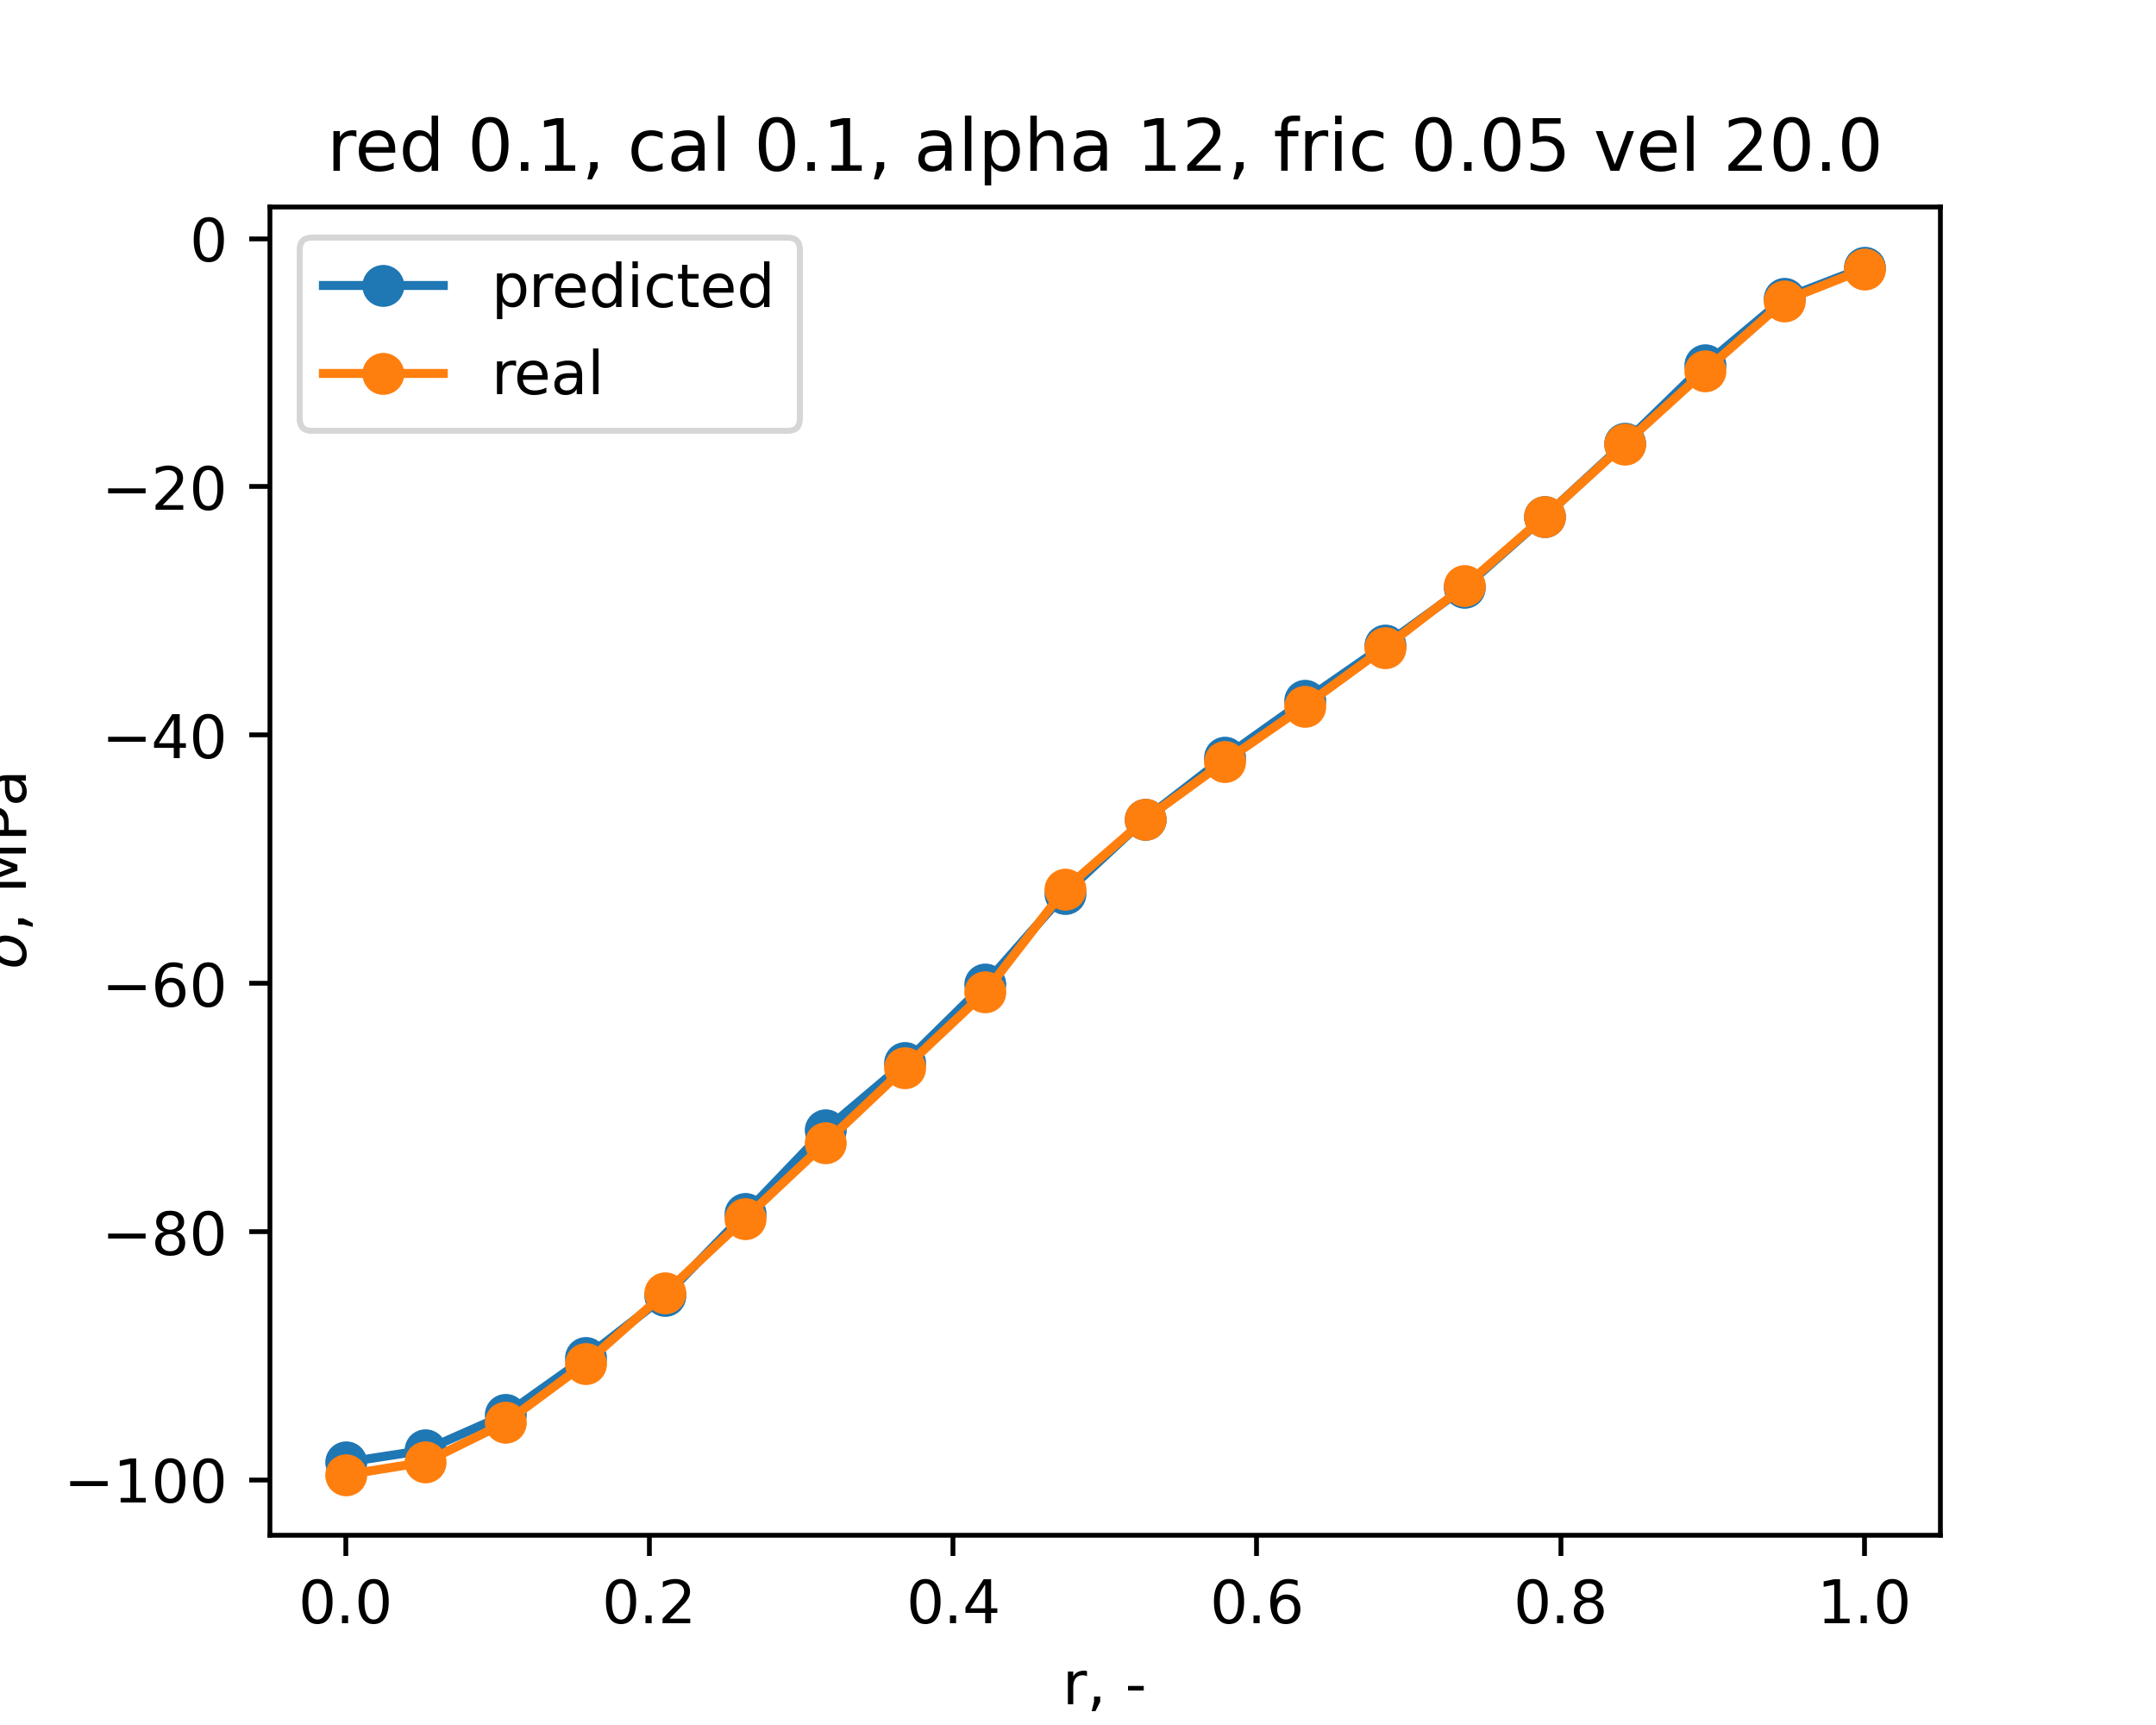 red 0.1, cal 0.1, alpha 12, fric 0.05 vel 20.0
predicted
real
0
−20
−40
−60
−80
−100
, MPa
0.0 0.2 0.4 0.6 0.8 1.0
r, -